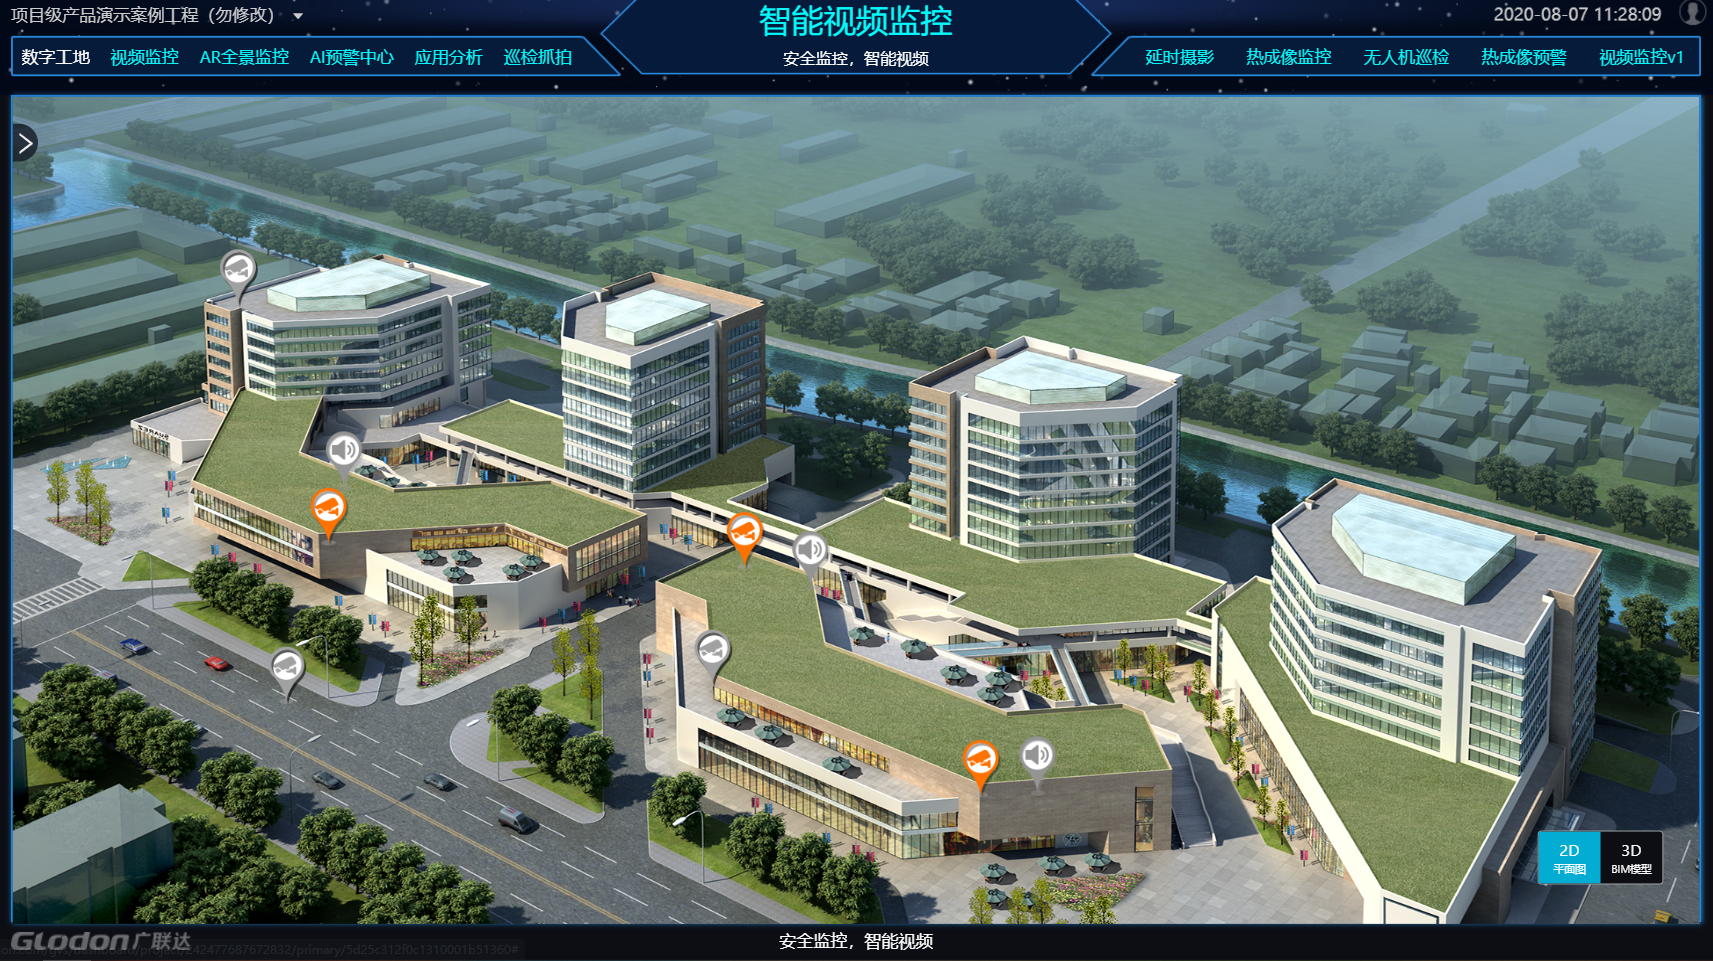 项目级产品演示案例工程（勿修改）
智能视频监控
2020-08-07 11:28:09
数字工地 视频监控 AR全景监控 AI预警中心 应用分析 巡检抓拍
安全监控，智能视频
延时摄影 热成像监控 无人机巡检 热成像预警 视频监控v1
2D
平面图
3D
BIM模型
Glodon广联达
安全监控，智能视频